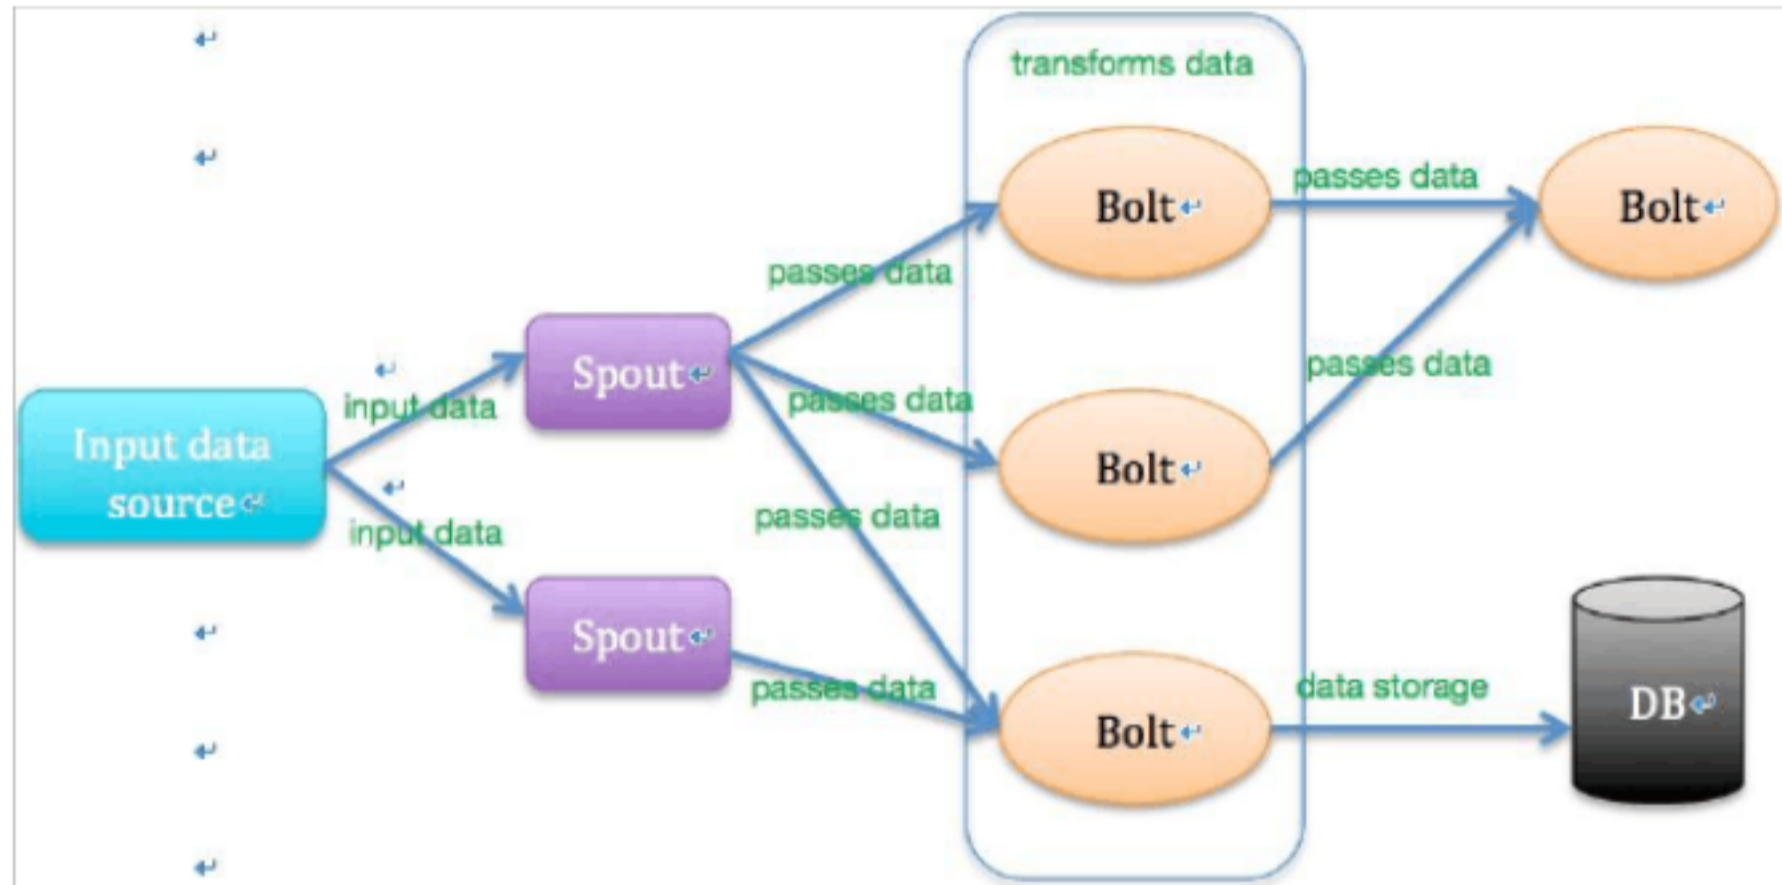 transforms data
Bolt
passes data
Bolt
passes data
Spout
passes data
input data
passes data
Bolt
Input data
source
passes data
input data
Spout
passes data
Bolt
data storage
DB